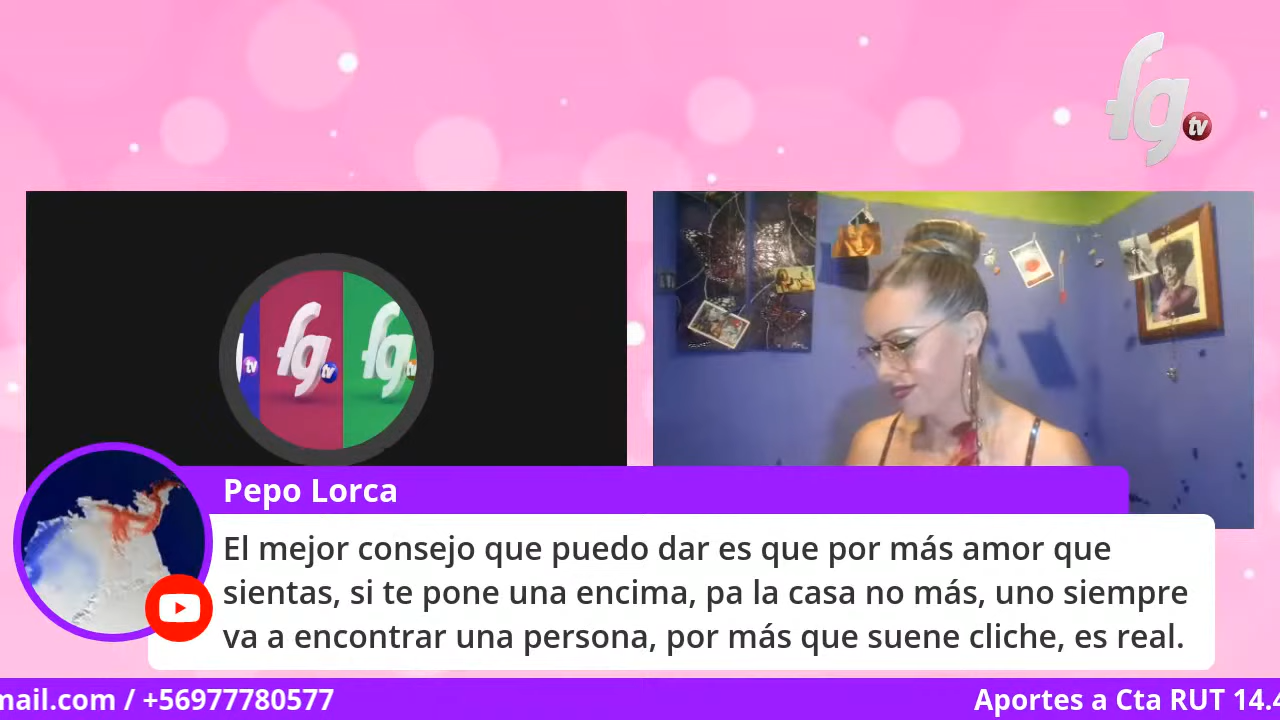 fg tv
tv
fg tv
fg
Pepo Lorca
El mejor consejo que puedo dar es que por más amor que
sientas, si te pone una encima, pa la casa no más, uno siempre
va a encontrar una persona, por más que suene cliche, es real.
mail.com / +56977780577
Aportes a Cta RUT 14.4